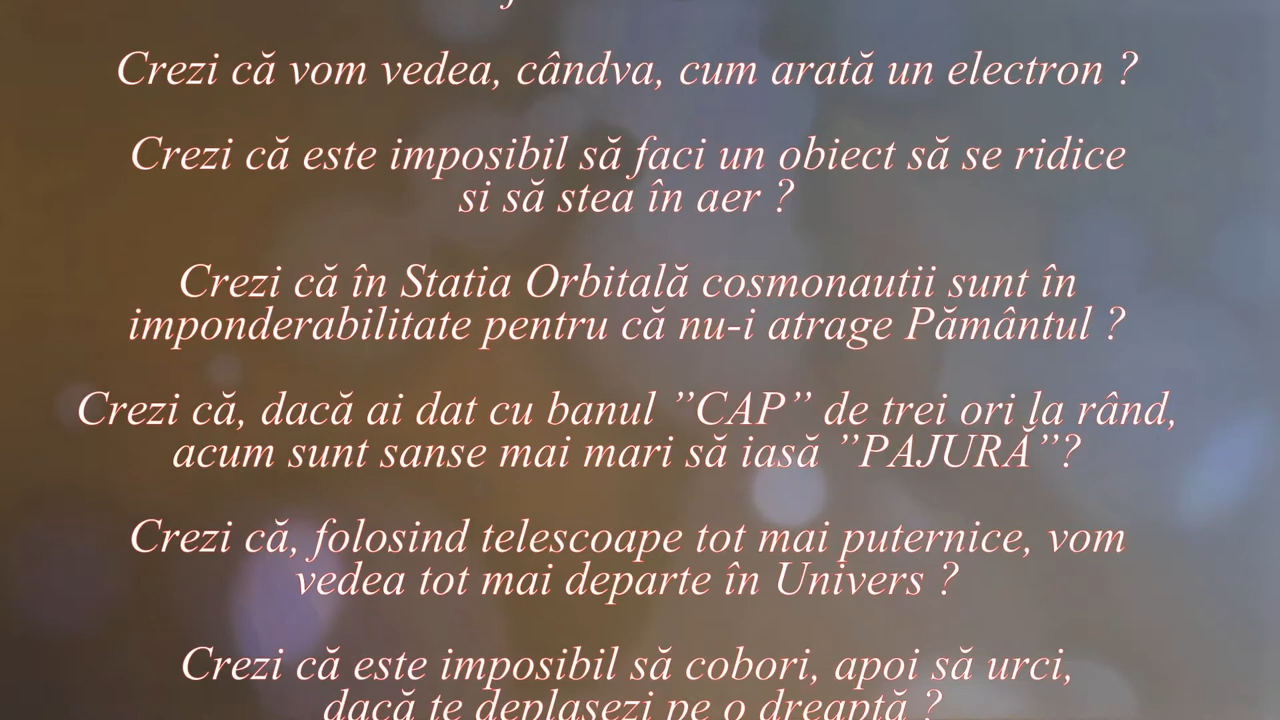 Crezi că vom vedea, cândva, cum arată un electron ?
Crezi că este imposibil să faci un obiect să se ridice
si să stea în aer ?
Crezi că în Statia Orbitală cosmonautii sunt în
imponderabilitate pentru că nu-i atrage Pământul ?
Crezi că, dacă ai dat cu banul ”CAP” de trei ori la rând,
acum sunt sanse mai mari să iasă ”PAJURĂ”?
Crezi că, folosind telescoape tot mai puternice, vom
vedea tot mai departe în Univers ?
Crezi că este imposibil să cobori, apoi să urci,
dacă te deplasezi pe o dreaptă ?